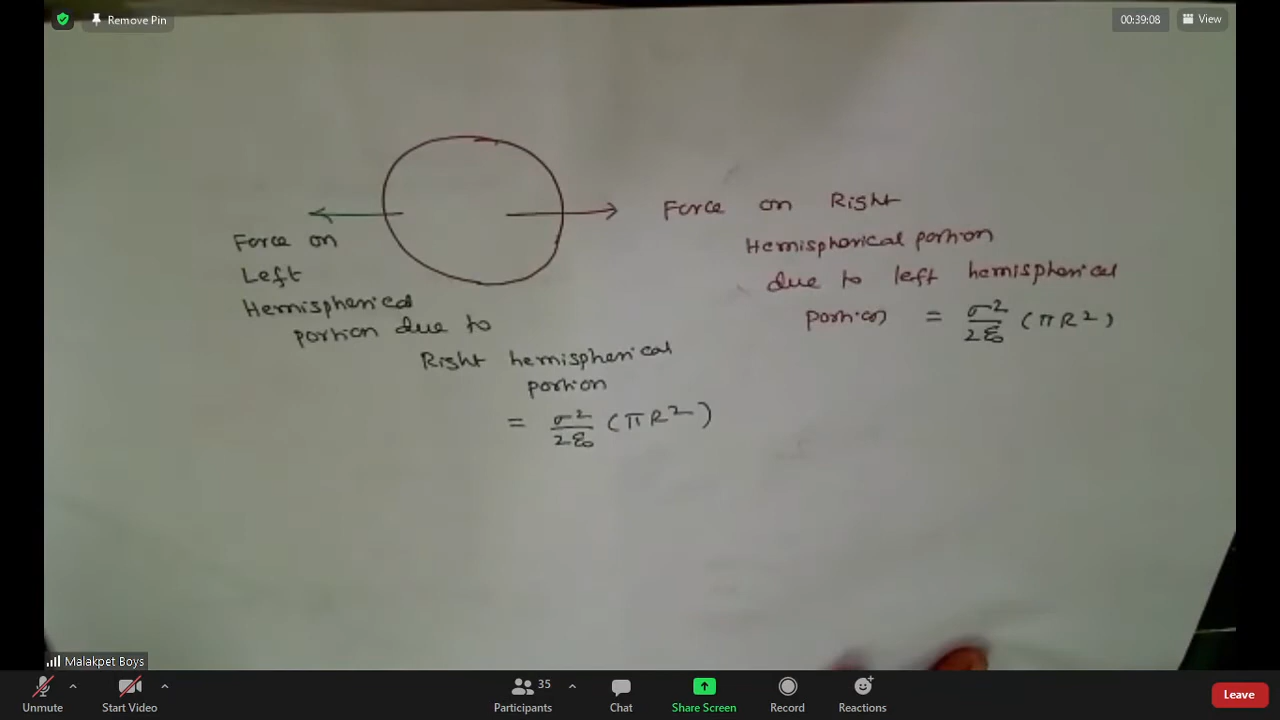 Remove Pin
00:39:08
View
Force on Right
Hemispherical portion
due to left hemispherical
portion = σ²/2ε₀ (πR²)
Force on
Left
Hemispherical
portion due to
Right hemispherical
portion
= σ²/2ε₀ (πR²)
Malakpet Boys
Unmute
Start Video
Participants
35
Chat
Share Screen
Record
Reactions
Leave